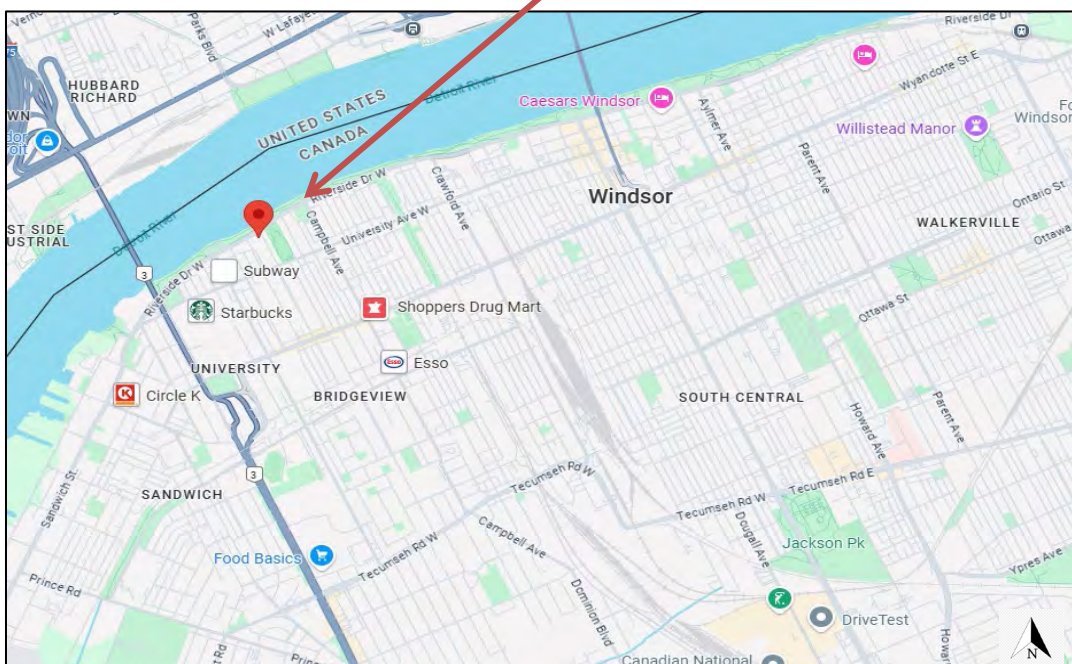 W Lafay
Parks Blvd
Riverside Dr
75
HUBBARD
RICHARD
UNITED STATES
CANADA
Detroit River
Wyandotte St E
Caesars Windsor
Aylmer Ave
Willistead Manor
Windsor
Parent Ave
Ontario St
Riverside Dr W
Crawford Ave
Windsor
WALKERVILLE
Ottawa
Campbell Ave
University Ave W
Detroit River
3
Riverside Dr W
Subway
Starbucks
Shoppers Drug Mart
Ottawa St
ESSO
Esso
UNIVERSITY
K
Circle K
BRIDGEVIEW
SOUTH CENTRAL
Howard Ave
Parent Ave
3
Sandwich St
SANDWICH
Tecumseh Rd W
Tecumseh Rd E
Tecumseh Rd W
Campbell Ave
Dougall Ave
Jackson Pk
Food Basics
Tecumseh Rd W
Ypres Ave
Prince Rd
Dominion Blvd
DriveTest
Canadian National
N